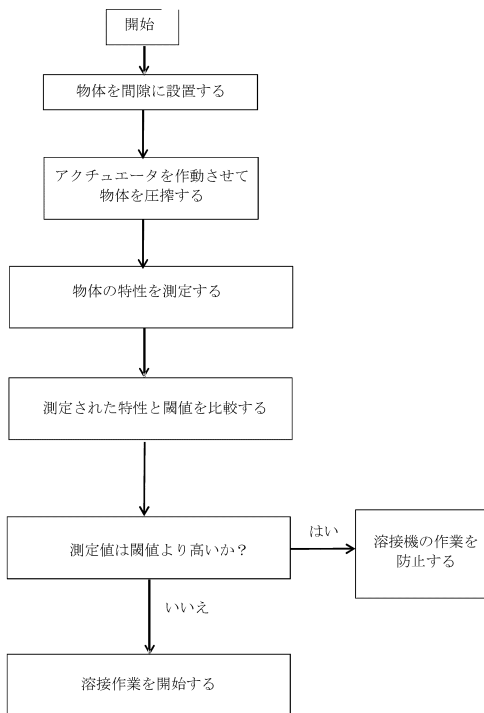 開始
物体を間隙に設置する
アクチュエータを作動させて
物体を圧搾する
物体の特性を測定する
測定された特性と閾値を比較する
測定値は閾値より高いか？
はい
溶接機の作業を
防止する
いいえ
溶接作業を開始する